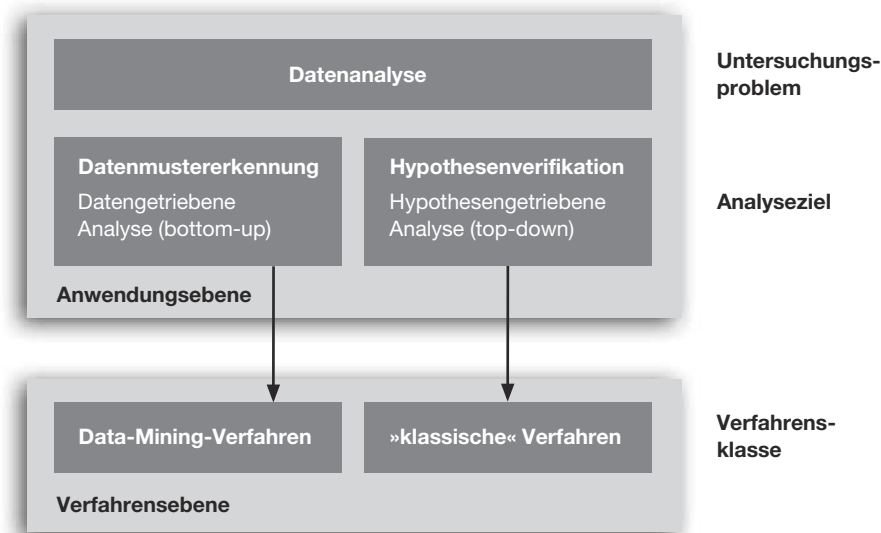 Datenanalyse
Untersuchungs-
problem
Datenmustererkennung
Datengetriebene
Analyse (bottom-up)
Hypothesenverifikation
Hypothesengetriebene
Analyse (top-down)
Analyseziel
Anwendungsebene
Data-Mining-Verfahren
»klassische« Verfahren
Verfahrens-
klasse
Verfahrensebene